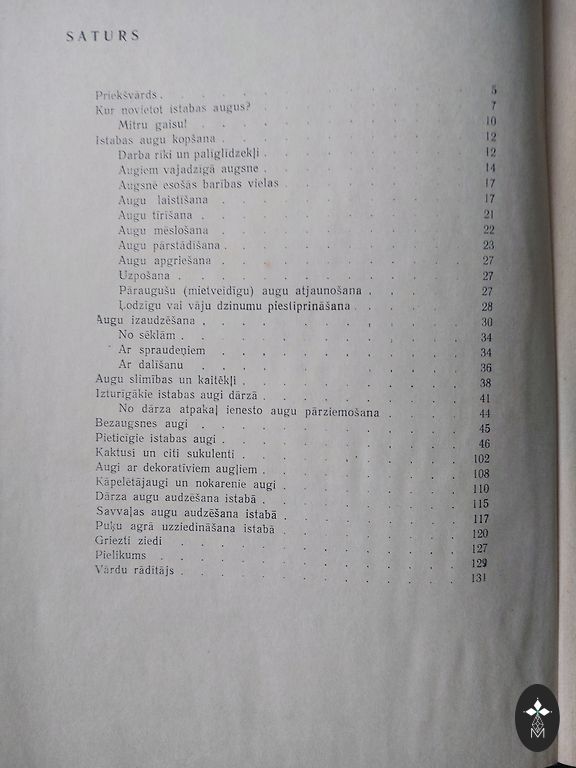 SATURS
Priekšvārds . 5
Kur novietot istabas augus? 7
Mitru gaisu! 10
Istabas augu kopšana 12
Darba rīki un palīglīdzekļi 12
Augiem vajadzīgā augsne 14
Augsnē esošās barības vielas 17
Augu laistīšana 17
Augu tīrīšana 21
Augu mēslošana 22
Augu pārstādīšana 23
Augu apgriešana 27
Uzpošana 27
Pāraugušu (mietveidīgu) augu atjaunošana 27
Ļodzīgu vai vāju dzinumu piestiprināšana 28
Augu izaudzēšana 30
No sēklām 34
Ar spraudeņiem 34
Ar dalīšanu 36
Augu slimības un kaitēkļi 38
Izturīgākie istabas augi dārzā 41
No dārza atpakaļ ienesto augu pārziemošana 44
Bezaugsnes augi 45
Pieticīgie istabas augi 46
Kaktusi un citi sukulenti 102
Augi ar dekoratīviem augļiem 108
Kāpelētājaugi un nokarenie augi 110
Dārza augu audzēšana istabā 115
Savvaļas augu audzēšana istabā 117
Puķu agrā uzziedināšana istabā 120
Griezti ziedi 127
Pielikums 129
Vārdu rādītājs 131
M